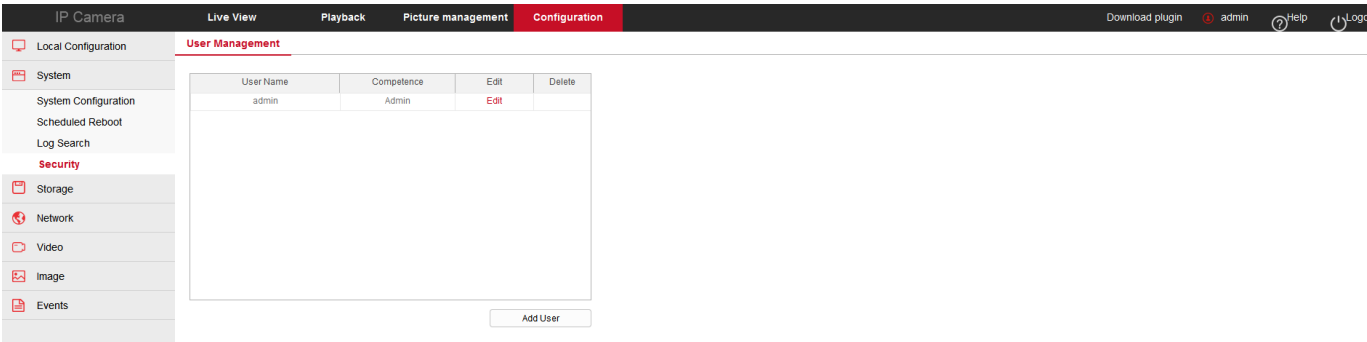 IP Camera Live View Playback Picture management Configuration Download plugin admin Help Logo
Local Configuration
User Management
System
User Name Competence Edit Delete
admin Admin Edit
System Configuration
Scheduled Reboot
Log Search
Security
Storage
Network
Video
Image
Events
Add User